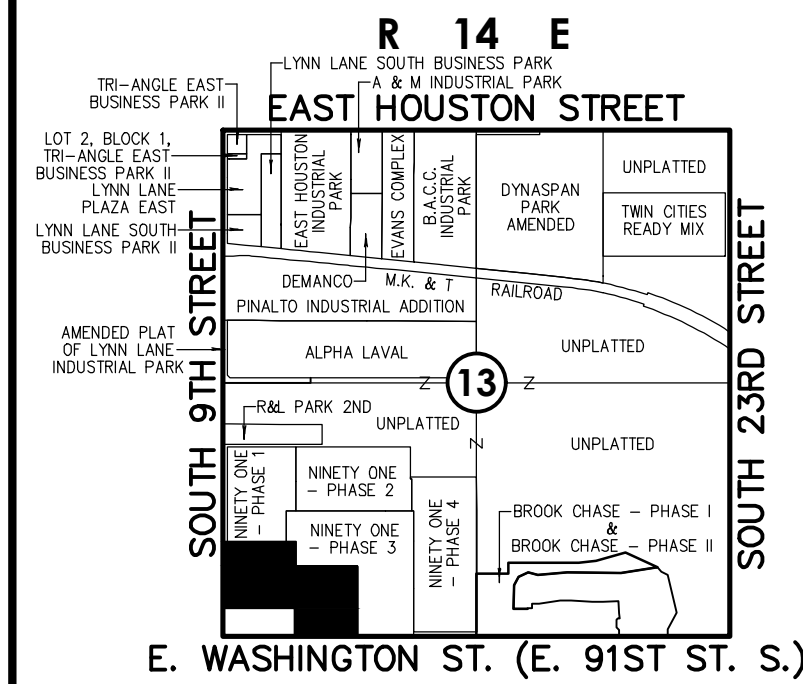 R 14 E
LYNN LANE SOUTH BUSINESS PARK
TRI-ANGLE EAST
BUSINESS PARK II
A & M INDUSTRIAL PARK
EAST HOUSTON STREET
LOT 2, BLOCK 1,
TRI-ANGLE EAST
BUSINESS PARK II
LYNN LANE
PLAZA EAST
LYNN LANE SOUTH
BUSINESS PARK II
EAST HOUSTON
INDUSTRIAL
PARK
EVANS COMPLEX
B.A.C.C.
INDUSTRIAL
PARK
DYNASPAN
PARK
AMENDED
UNPLATTED
TWIN CITIES
READY MIX
DEMANCO
M.K. & T
RAILROAD
PINALTO INDUSTRIAL ADDITION
AMENDED PLAT
OF LYNN LANE
INDUSTRIAL PARK
ALPHA LAVAL
UNPLATTED
SOUTH 9TH STREET
SOUTH 23RD STREET
Z
13
Z
Z
R&L PARK 2ND
UNPLATTED
UNPLATTED
NINETY ONE
- PHASE 1
NINETY ONE
- PHASE 2
NINETY ONE
- PHASE 3
NINETY ONE
- PHASE 4
BROOK CHASE - PHASE I
&
BROOK CHASE - PHASE II
E. WASHINGTON ST. (E. 91ST ST. S.)